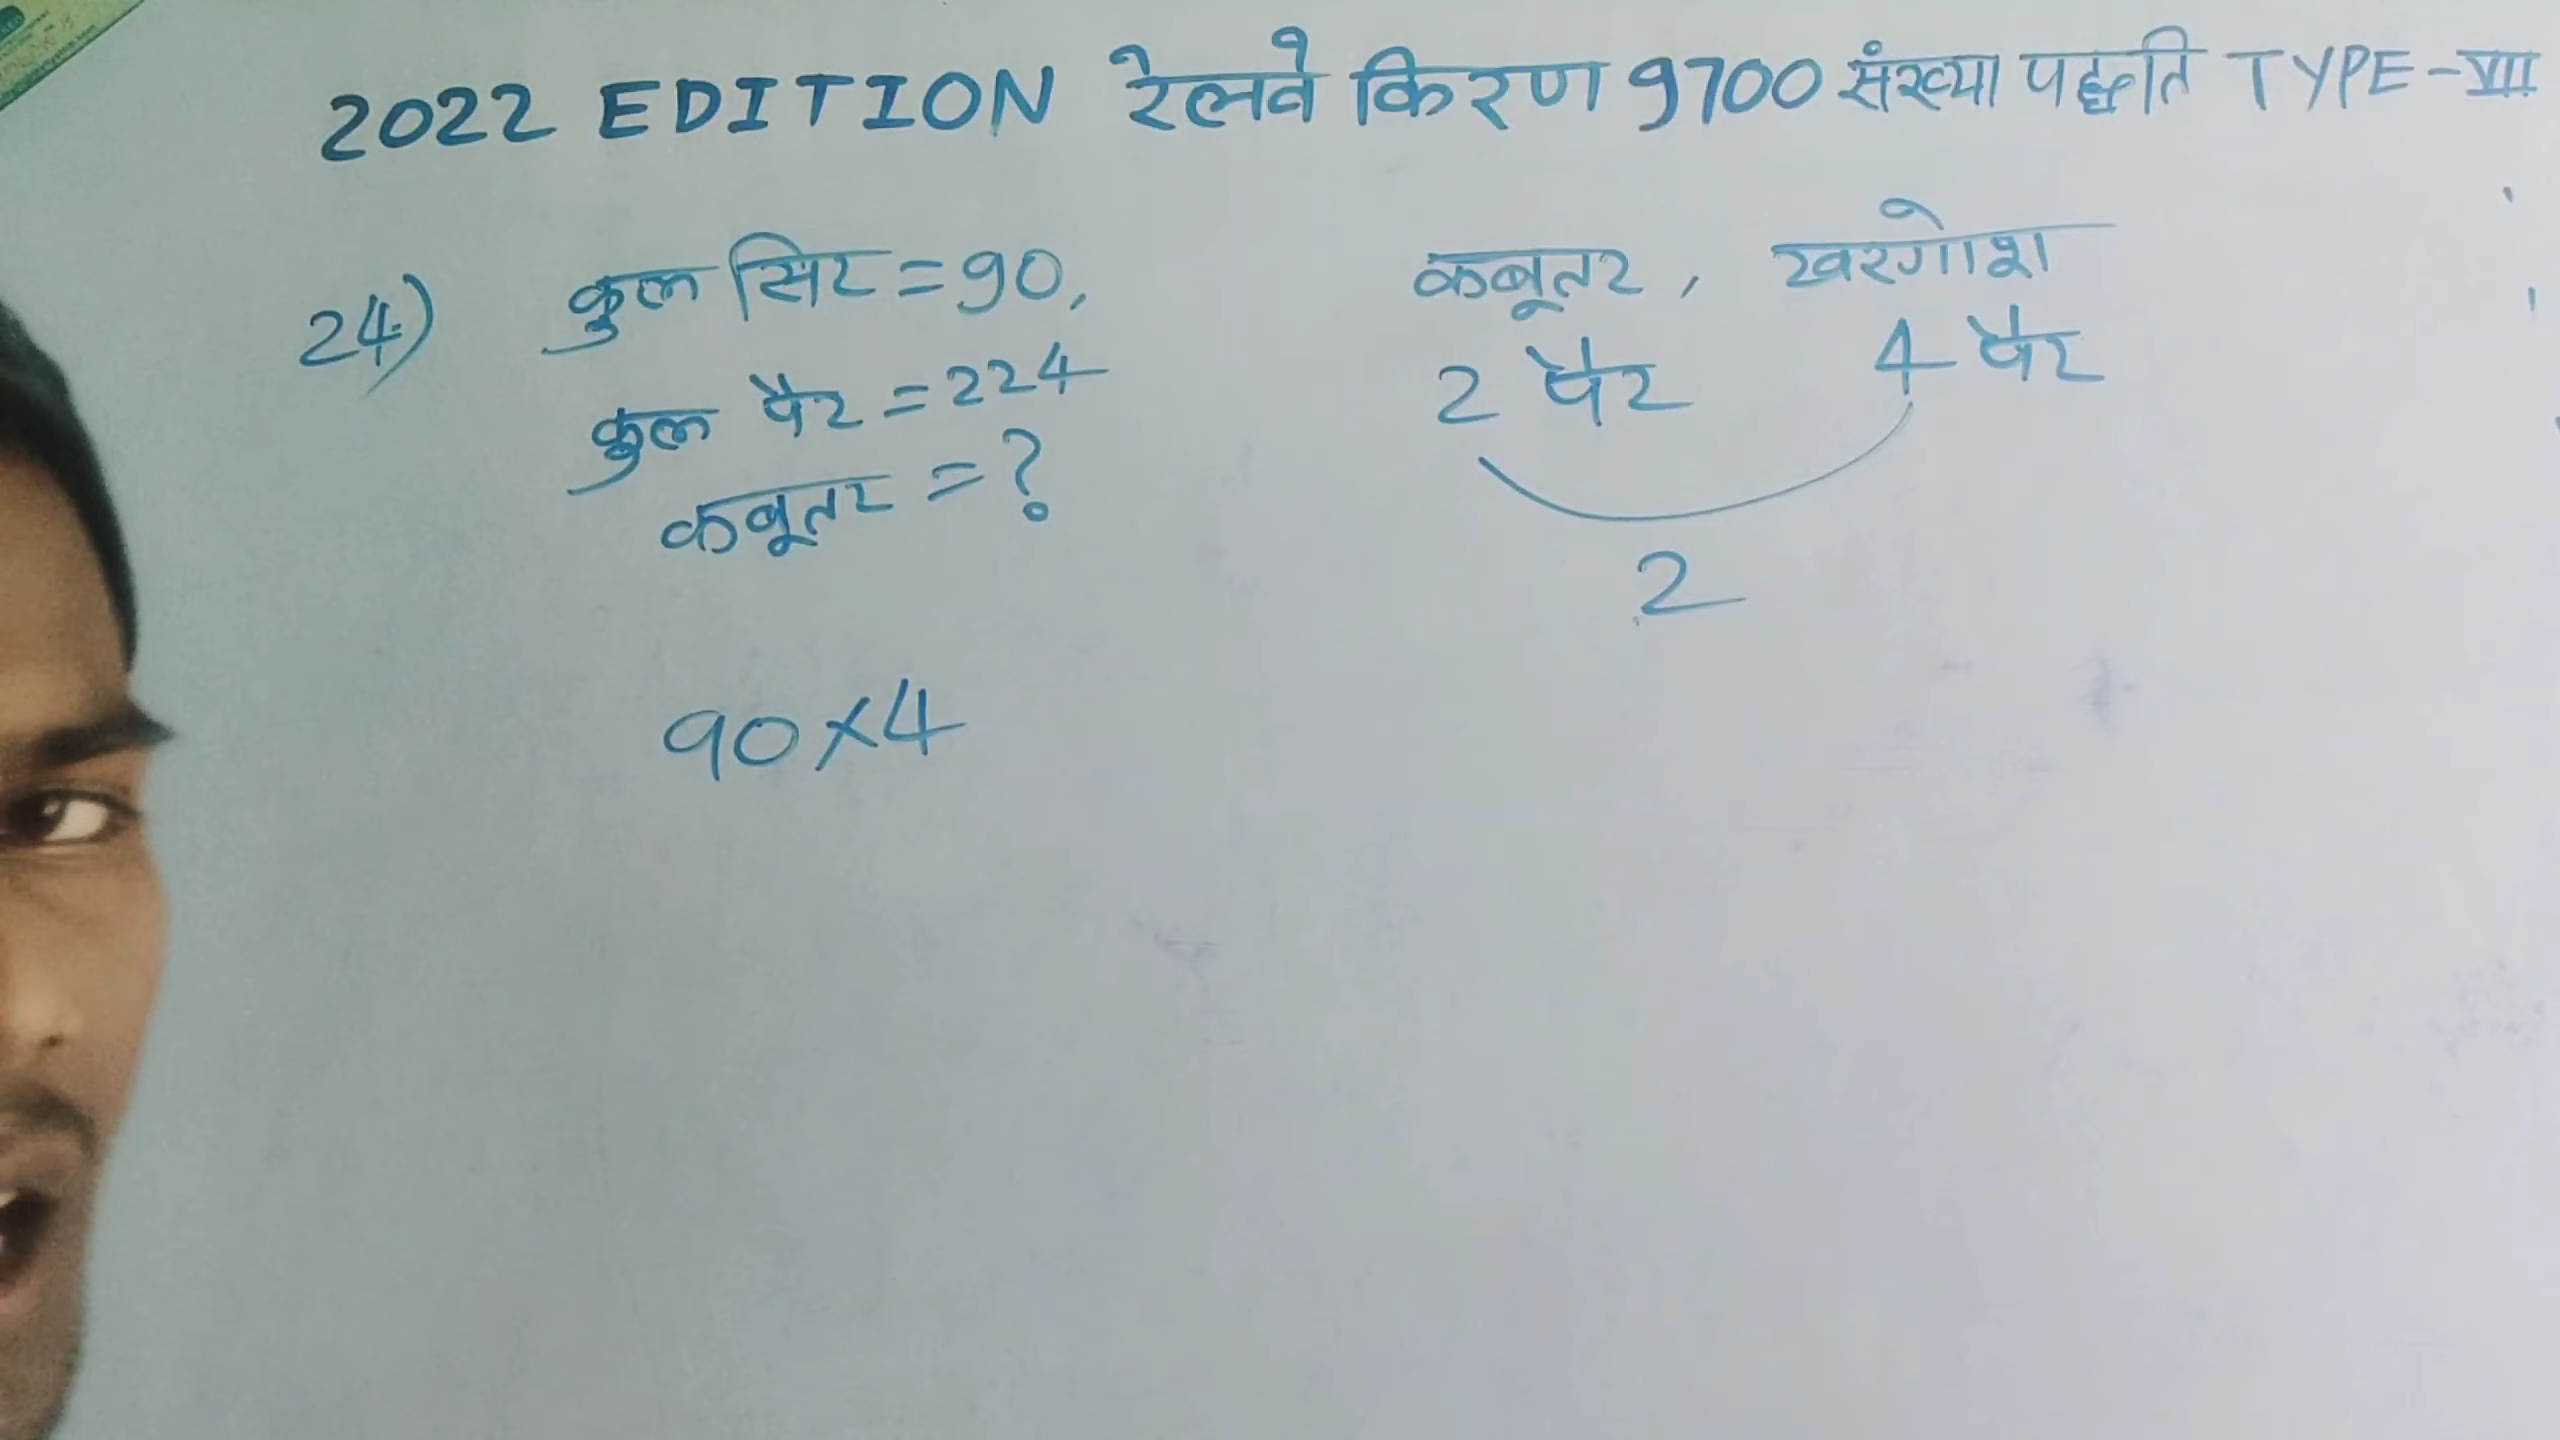 2022 EDITION रेलवे किरण 9700 संख्या पद्धति TYPE-VIII
24) कुल सिर = 90,
कुल पैर = 224
कबूतर = ?
कबूतर, खरगोश
2 पैर 4 पैर
2
90×4